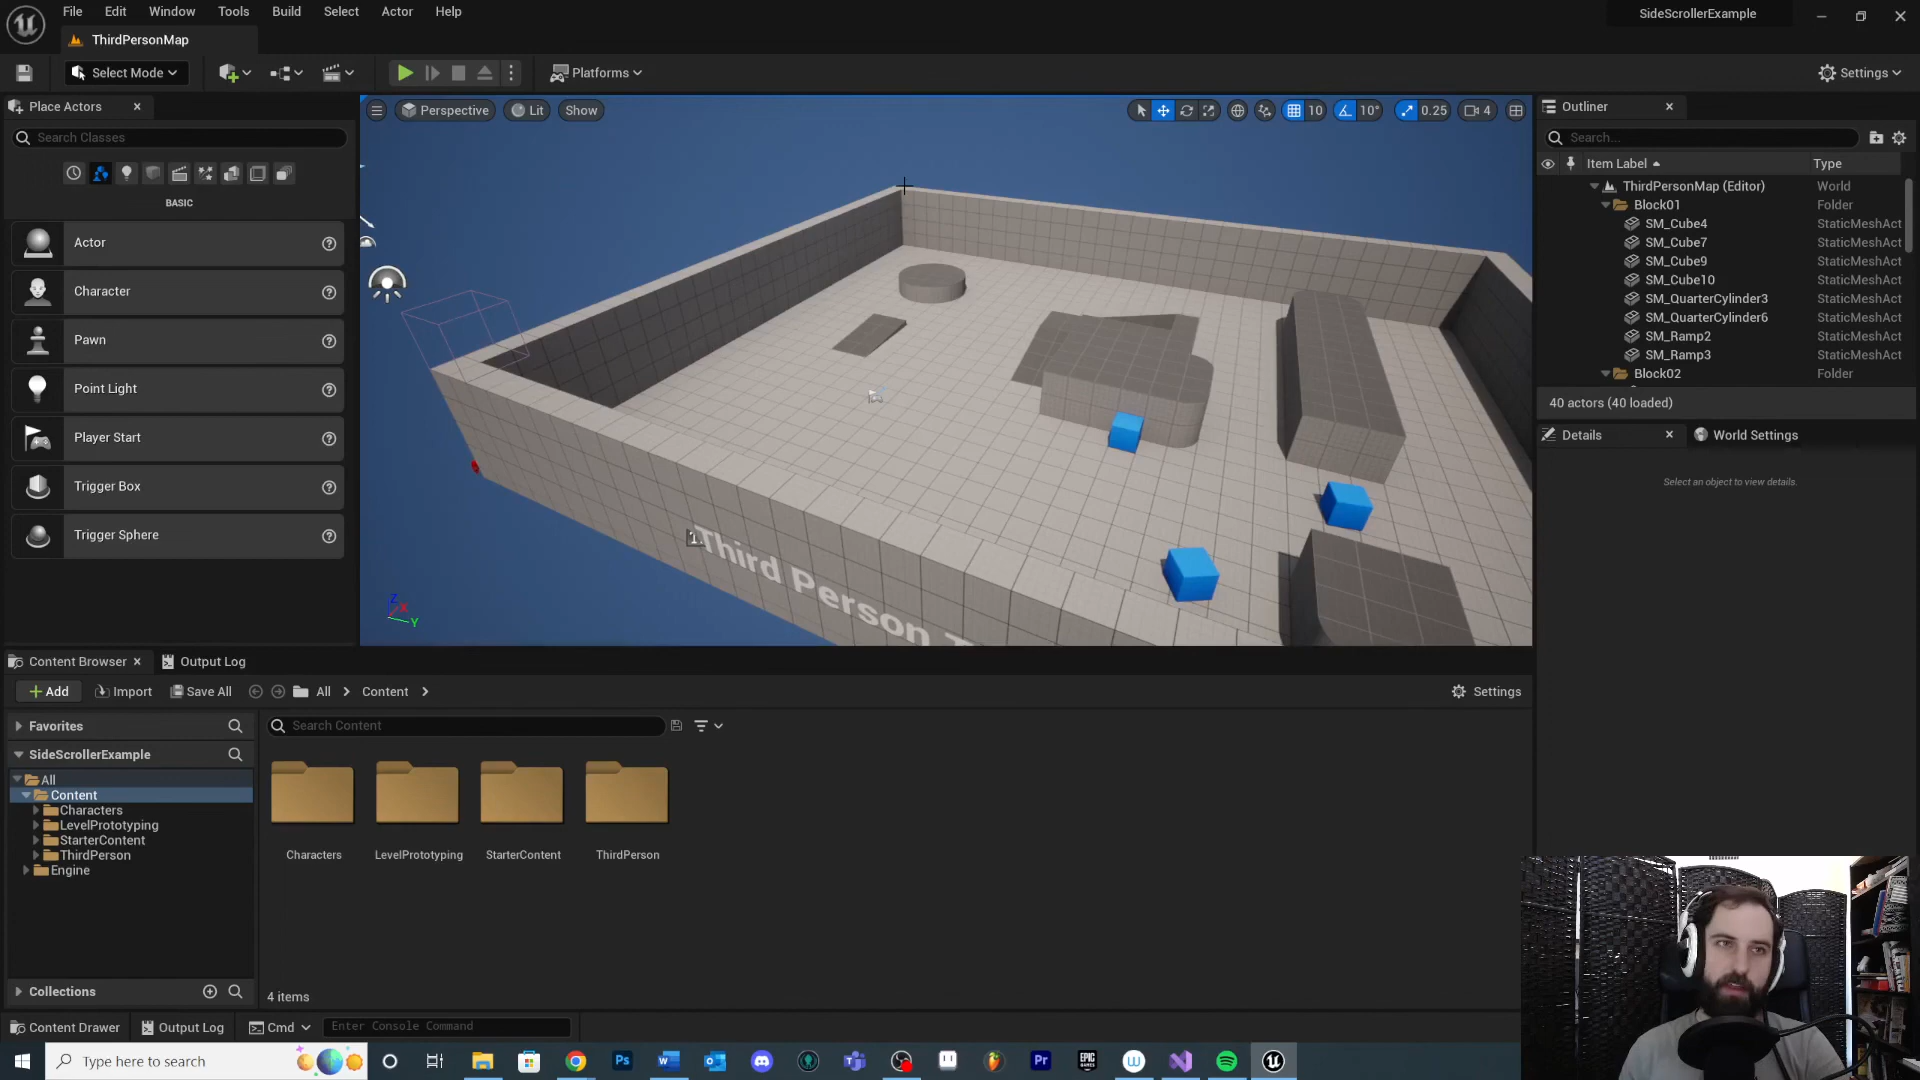 File Edit Window Tools Build Select Actor Help
SideScrollerExample
ThirdPersonMap
Select Mode
Platforms
Settings
Place Actors
Search Classes
BASIC
Actor
Character
Pawn
Point Light
Player Start
Trigger Box
Trigger Sphere
Perspective Lit Show
10 10° 0.25 4
Third Person T
Z X Y
Outliner
Search...
Item Label Type
ThirdPersonMap (Editor) World
Block01 Folder
SM_Cube4 StaticMeshAct
SM_Cube7 StaticMeshAct
SM_Cube9 StaticMeshAct
SM_Cube10 StaticMeshAct
SM_QuarterCylinder3 StaticMeshAct
SM_QuarterCylinder6 StaticMeshAct
SM_Ramp2 StaticMeshAct
SM_Ramp3 StaticMeshAct
Block02 Folder
40 actors (40 loaded)
Details World Settings
Select an object to view details.
Content Browser Output Log
Add Import Save All All Content Settings
Favorites
Search Content
SideScrollerExample
All
Content
Characters
LevelPrototyping
StarterContent
ThirdPerson
Engine
Characters LevelPrototyping StarterContent ThirdPerson
Collections
4 items
Content Drawer Output Log Cmd Enter Console Command
Type here to search